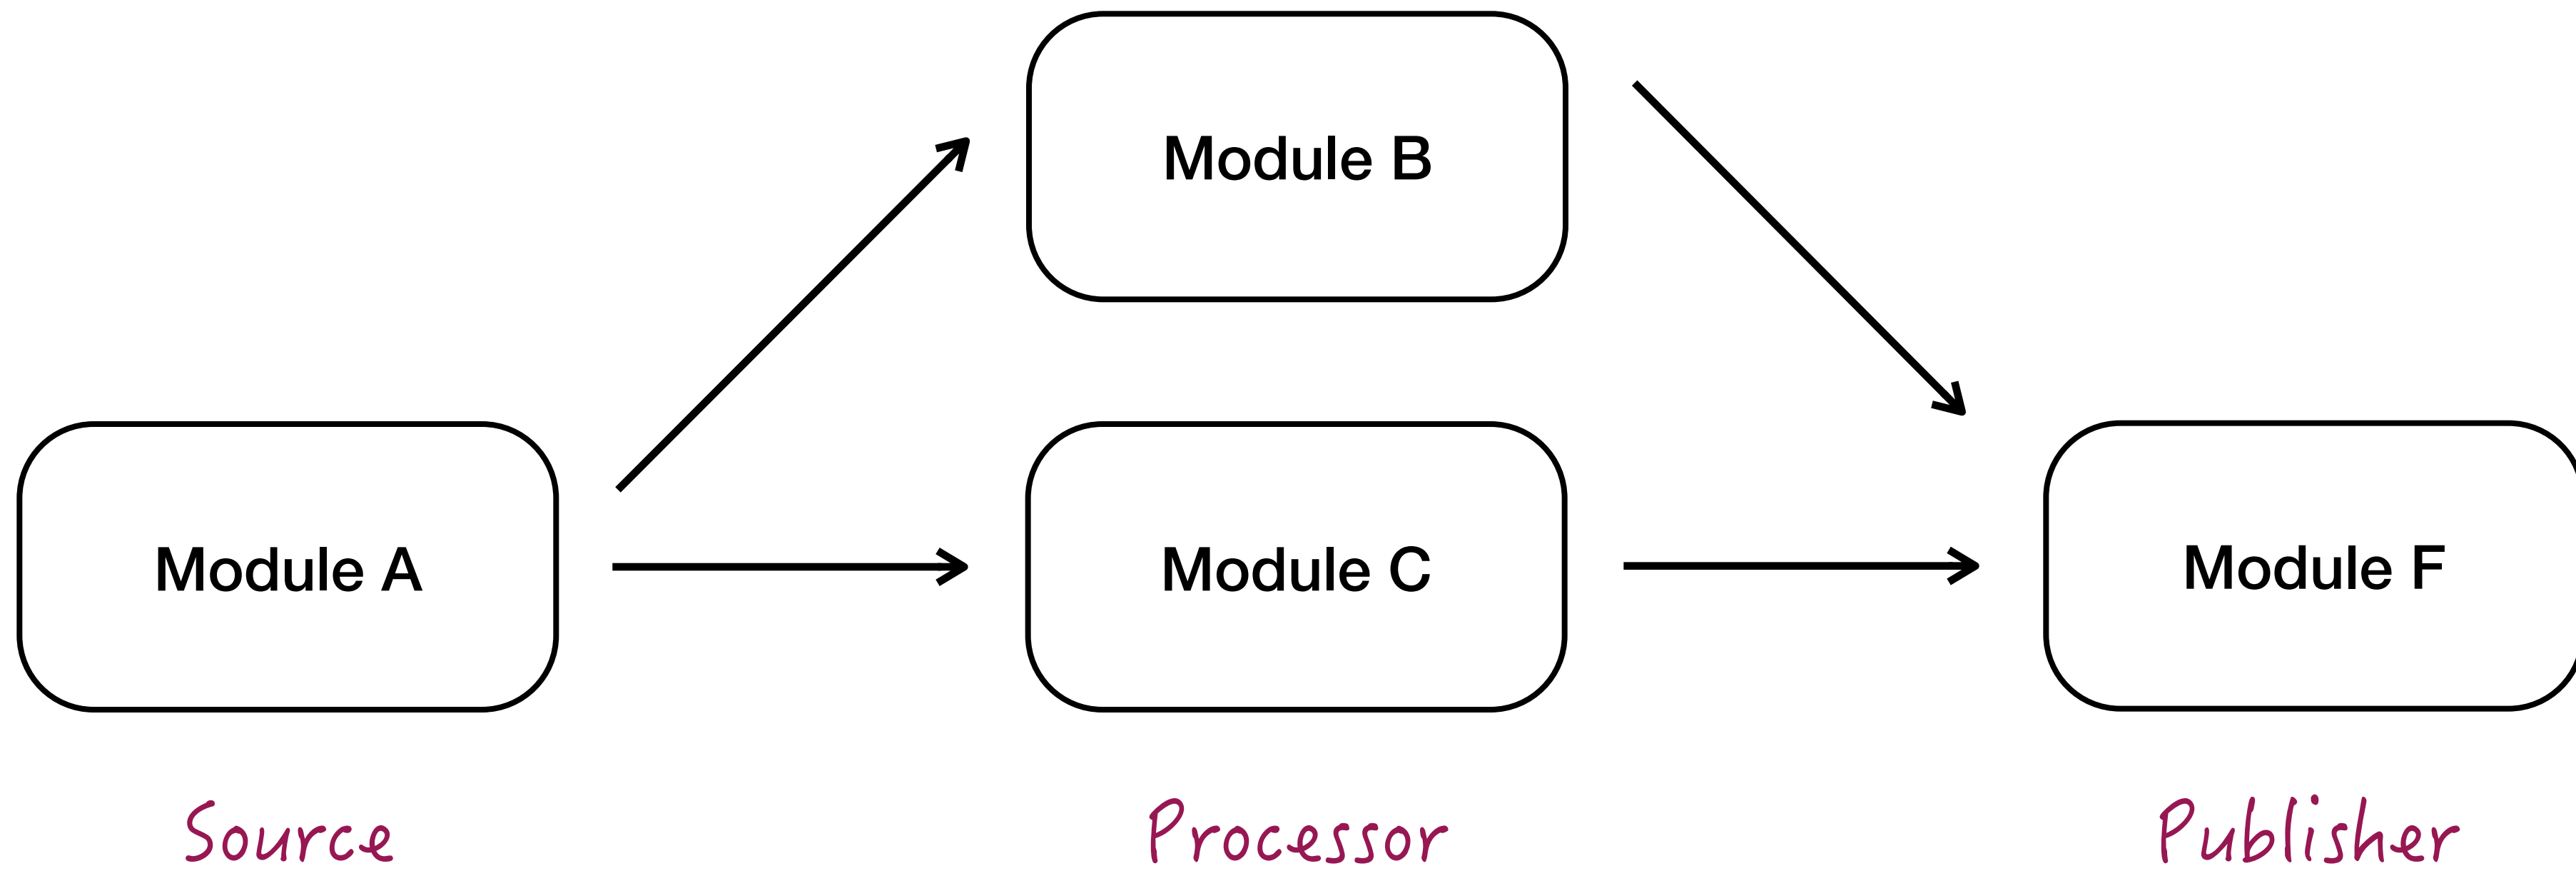 Module B
Module A
Module C
Module F
Source
Processor
Publisher